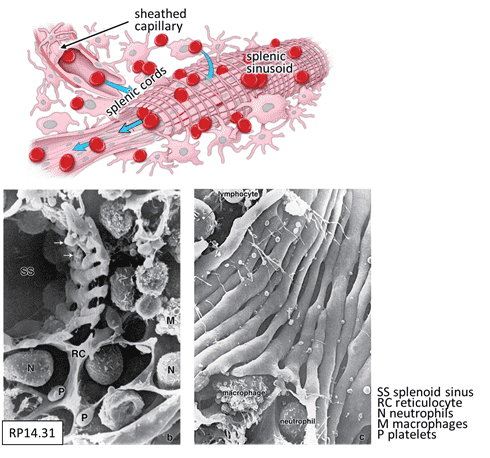 sheathed
capillary
splenic cords
splenic
sinusoid
SS
M
RC
N
N
P
P
RP14.31
b
lymphocyte
macrophage
neutrophil
c
SS splenoid sinus
RC reticulocyte
N neutrophils
M macrophages
P platelets